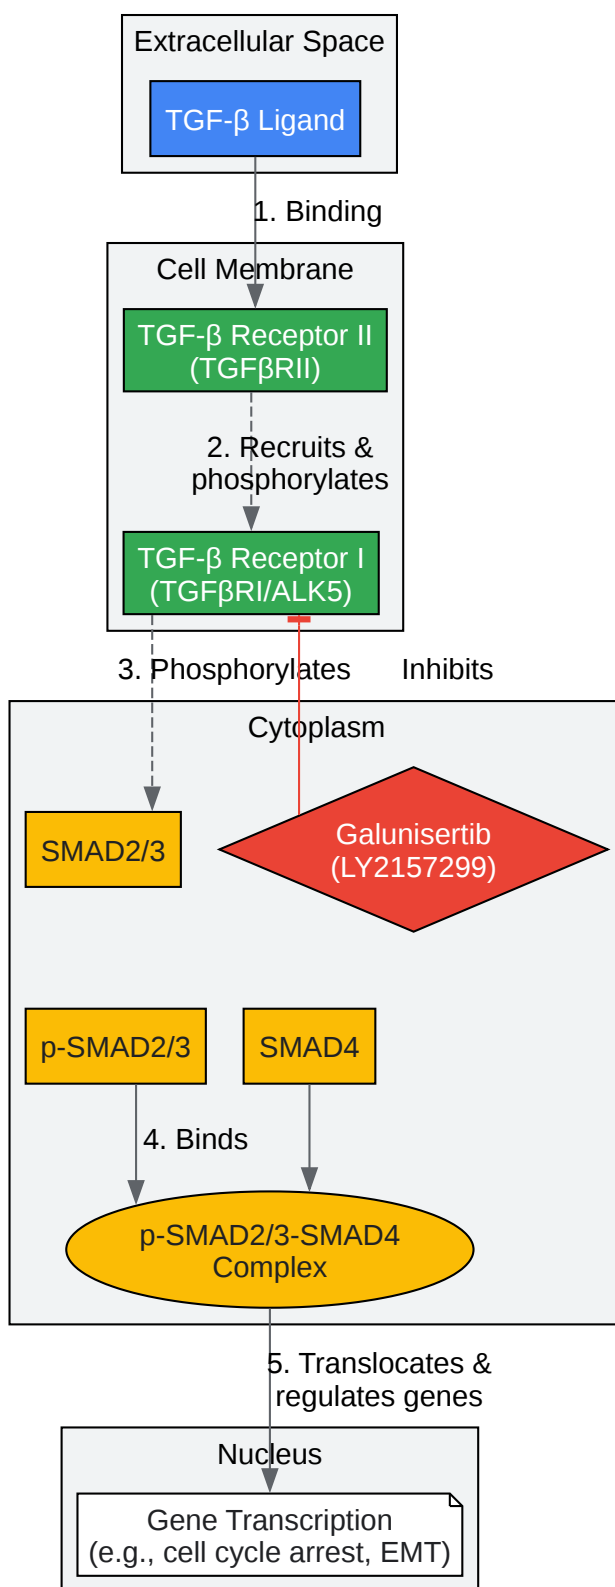 Extracellular Space
TGF-β Ligand
1. Binding
Cell Membrane
TGF-β Receptor II
(TGFβRII)
2. Recruits &
phosphorylates
TGF-β Receptor I
(TGFβRI/ALK5)
3. Phosphorylates
Inhibits
Cytoplasm
SMAD2/3
Galunisertib
(LY2157299)
p-SMAD2/3
SMAD4
4. Binds
p-SMAD2/3-SMAD4
Complex
5. Translocates &
regulates genes
Nucleus
Gene Transcription
(e.g., cell cycle arrest, EMT)